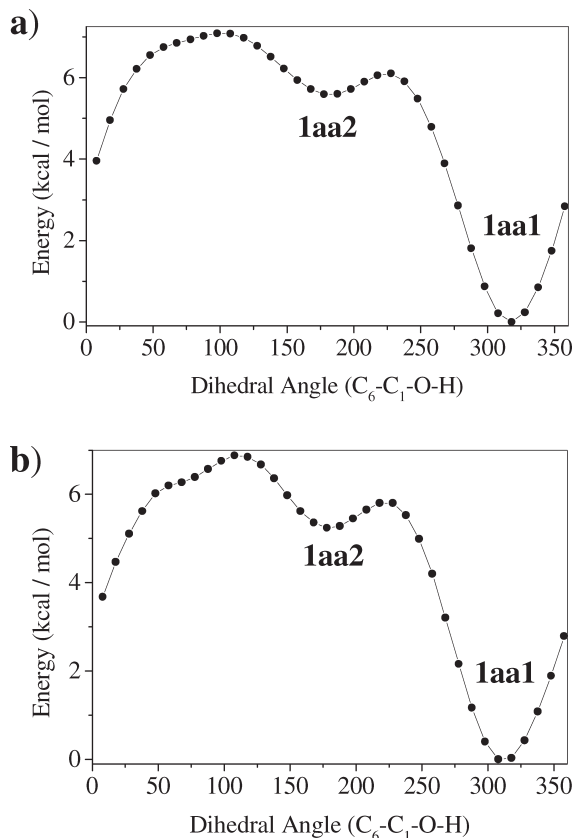 a)
6
4
2
0
Energy (kcal / mol)
1aa2
1aa1
0 50 100 150 200 250 300 350
Dihedral Angle (C₆-C₁-O-H)
b)
6
4
2
0
Energy (kcal / mol)
1aa2
1aa1
0 50 100 150 200 250 300 350
Dihedral Angle (C₆-C₁-O-H)